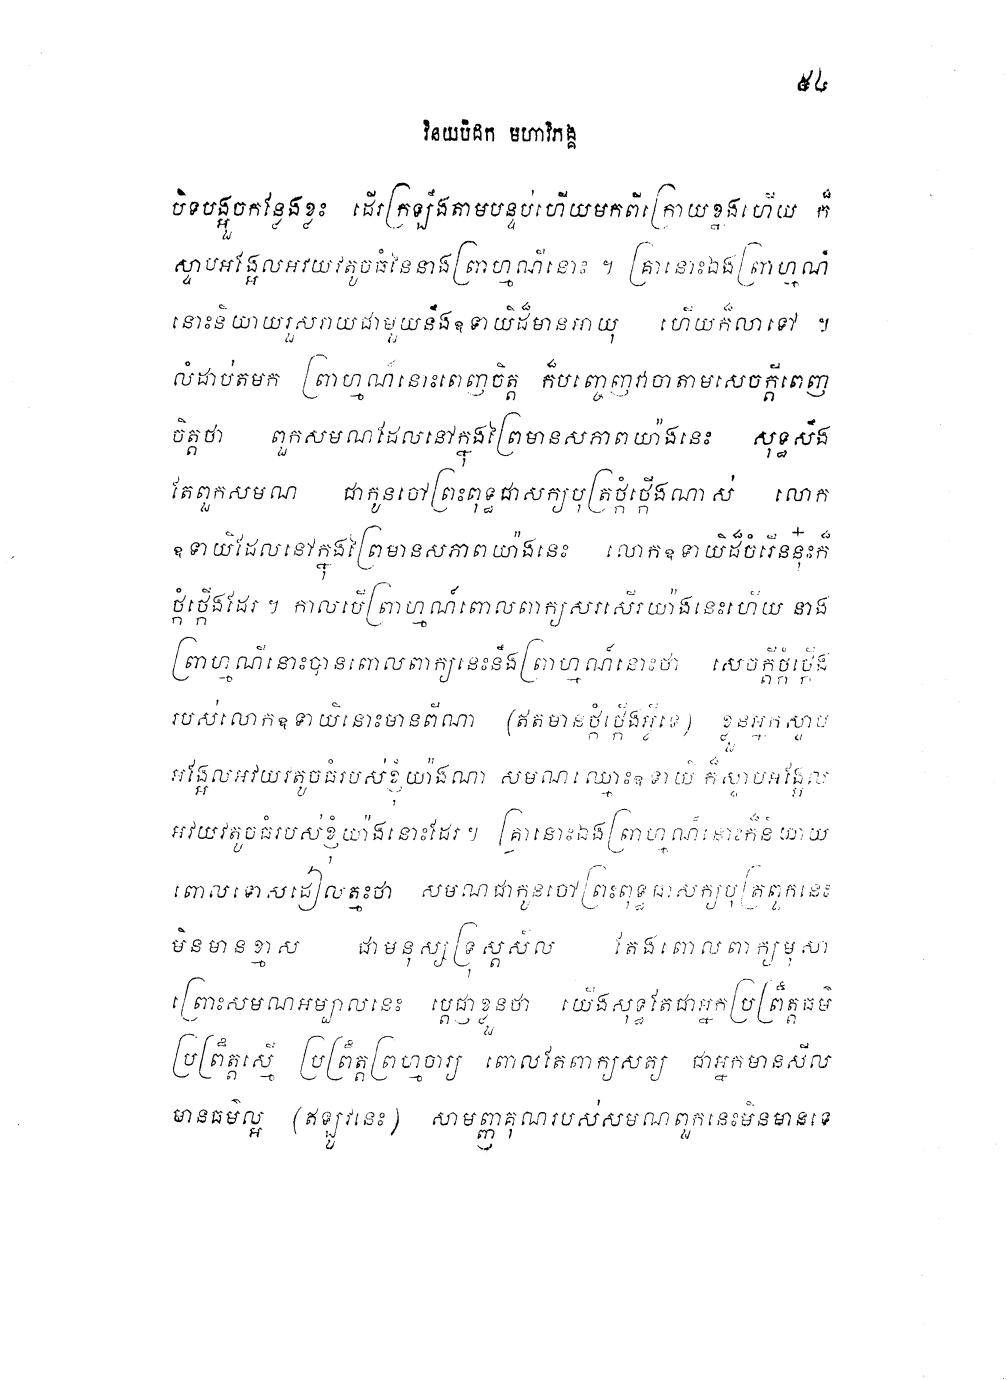 ៥៤
វិនយបិដក មហាវិភង្គ
បិទបង្អួចកន្លែងខ្លះ ដើរក្រឡឹងតាមបន្ទប់ហើយមកពីក្រោយខ្នងហើយ ក៏
ស្ទាបអង្អែលអវយវតូចធំនៃនាងព្រាហ្មណីនោះ ។ គ្រានោះឯងព្រាហ្មណ៍
នោះនិយាយរួសរាយជាមួយនឹងឧទាយិដ៏មានអាយុ ហើយក៏លាទៅ ។
លំដាប់តមក ព្រាហ្មណ៍នោះពេញចិត្ត ក៏បញ្ចេញវាចាតាមសេចក្តីពេញ
ចិត្តថា ពួកសមណដែលនៅក្នុងព្រៃមានសភាពយ៉ាងនេះ សុទ្ធសឹង
តែពួកសមណ ជាកូនចៅព្រះពុទ្ធជាសក្យបុត្រថ្កុំថ្កើងណាស់ លោក
ឧទាយិដែលនៅក្នុងព្រៃមានសភាពយ៉ាងនេះ លោកឧទាយិដ៏ចំរើននុ៎ះក៏
ថ្កុំថ្កើងដែរ ។ កាលបើព្រាហ្មណ៍ពោលពាក្យសរសើរយ៉ាងនេះហើយ នាង
ព្រាហ្មណីនោះបានពោលពាក្យនេះនឹងព្រាហ្មណ៍នោះថា សេចក្តីថ្កុំថ្កើង
របស់លោកឧទាយិនោះមានពីណា (ឥតមានថ្កុំថ្កើងអ្វីទេ) ខ្លួនអ្នកស្ទាប
អង្អែលអវយវតូចធំរបស់ខ្ញុំយ៉ាងណា សមណឈ្មោះឧទាយិ ក៏ស្ទាបអង្អែល
អវយវតូចធំរបស់ខ្ញុំយ៉ាងនោះដែរ ។ គ្រានោះឯងព្រាហ្មណ៍នោះក៏និយាយ
ពោលទោសដៀលត្មះថា សមណជាកូនចៅព្រះពុទ្ធជាសក្យបុត្រពួកនេះ
មិនមានខ្មាស ជាមនុស្សទ្រុស្តសីល តែងពោលពាក្យមុសា
ព្រោះសមណអម្បាលនេះ ប្តេជ្ញាខ្លួនថា យើងសុទ្ធតែជាអ្នកប្រព្រឹត្តធម៌
ប្រព្រឹត្តស្មើ ប្រព្រឹត្តព្រហ្មចារ្យ ពោលតែពាក្យសត្យ ជាអ្នកមានសីល
មានធម៌ល្អ (ឥឡូវនេះ) សាមញ្ញគុណរបស់សមណពួកនេះមិនមានទេ